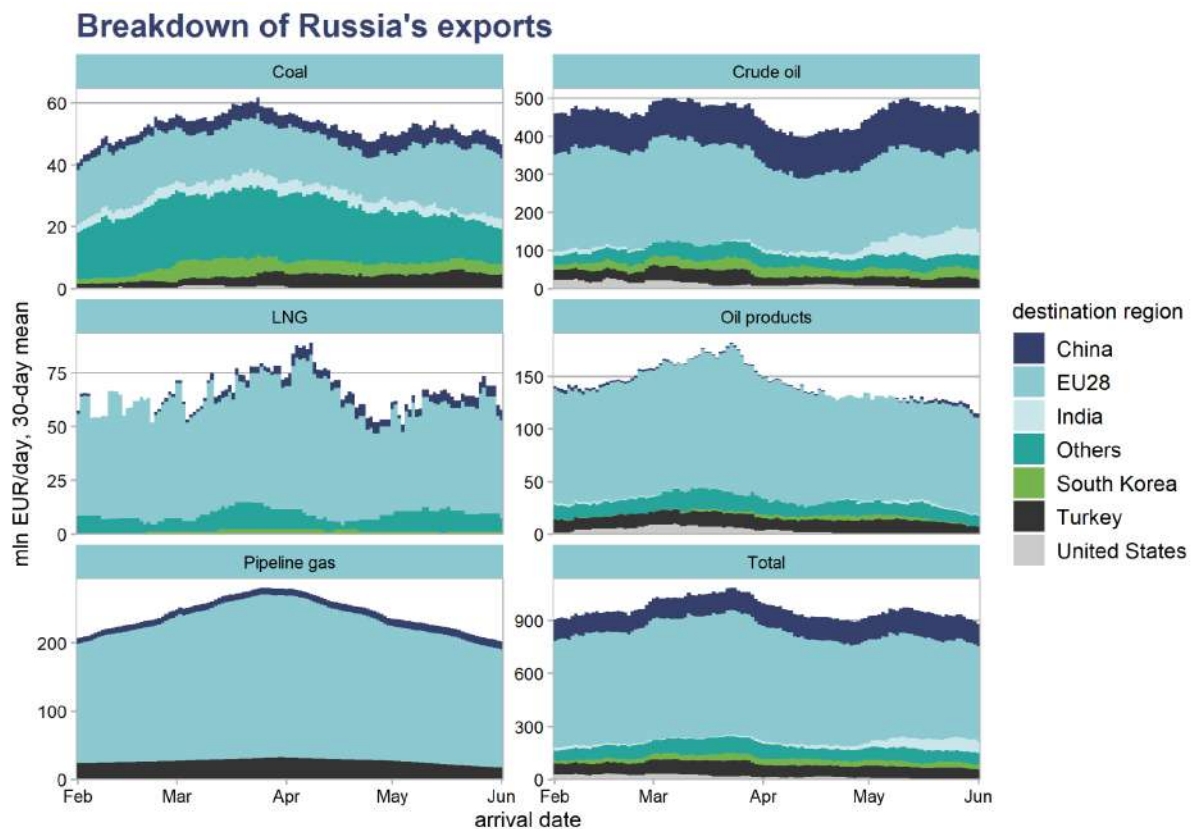 Breakdown of Russia's exports
Coal
Crude oil
60
40
20
0
500
400
300
200
100
0
LNG
Oil products
75
50
25
0
150
100
50
0
Pipeline gas
Total
200
100
0
900
600
300
0
Feb Mar Apr May Jun
Feb Mar Apr May Jun
arrival date
mln EUR/day, 30-day mean
destination region
China
EU28
India
Others
South Korea
Turkey
United States